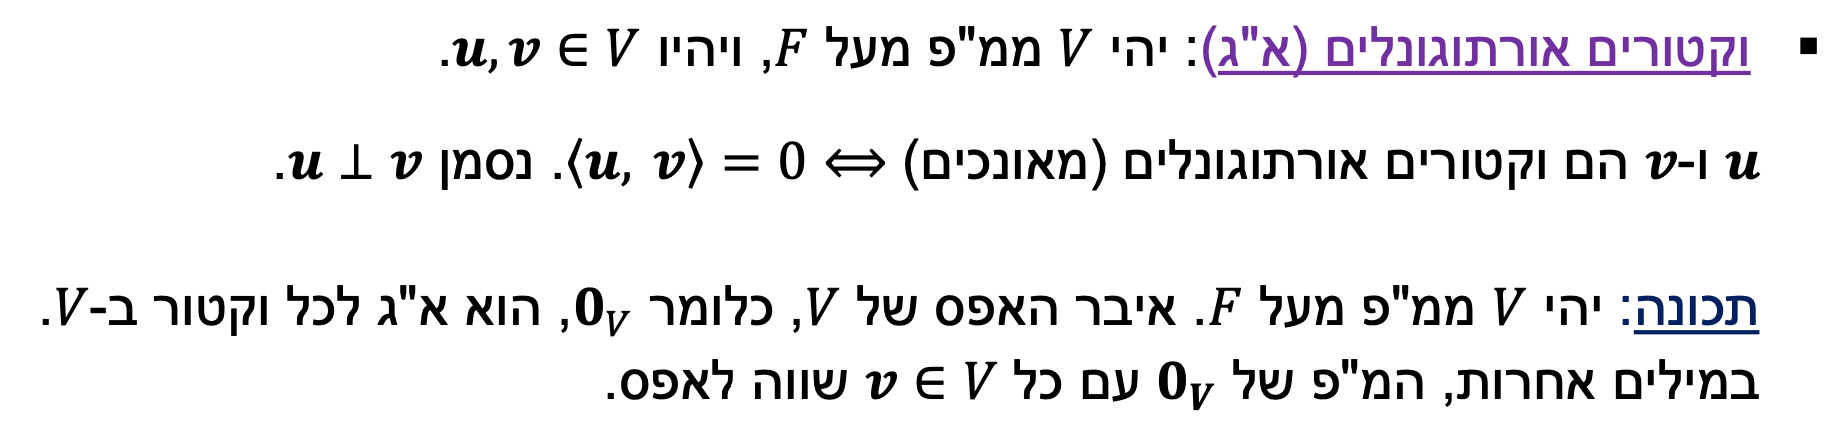 ▪ וקטורים אורתוגונלים (א"ג): יהי V ממ"פ מעל F, ויהיו u, v ∈ V.
u ו-v הם וקטורים אורתוגונלים (מאונכים) ⟺ ⟨u, v⟩ = 0. נסמן u ⊥ v.
תכונה: יהי V ממ"פ מעל F. איבר האפס של V, כלומר 0_V, הוא א"ג לכל וקטור ב-V.
במילים אחרות, המ"פ של 0_V עם כל v ∈ V שווה לאפס.